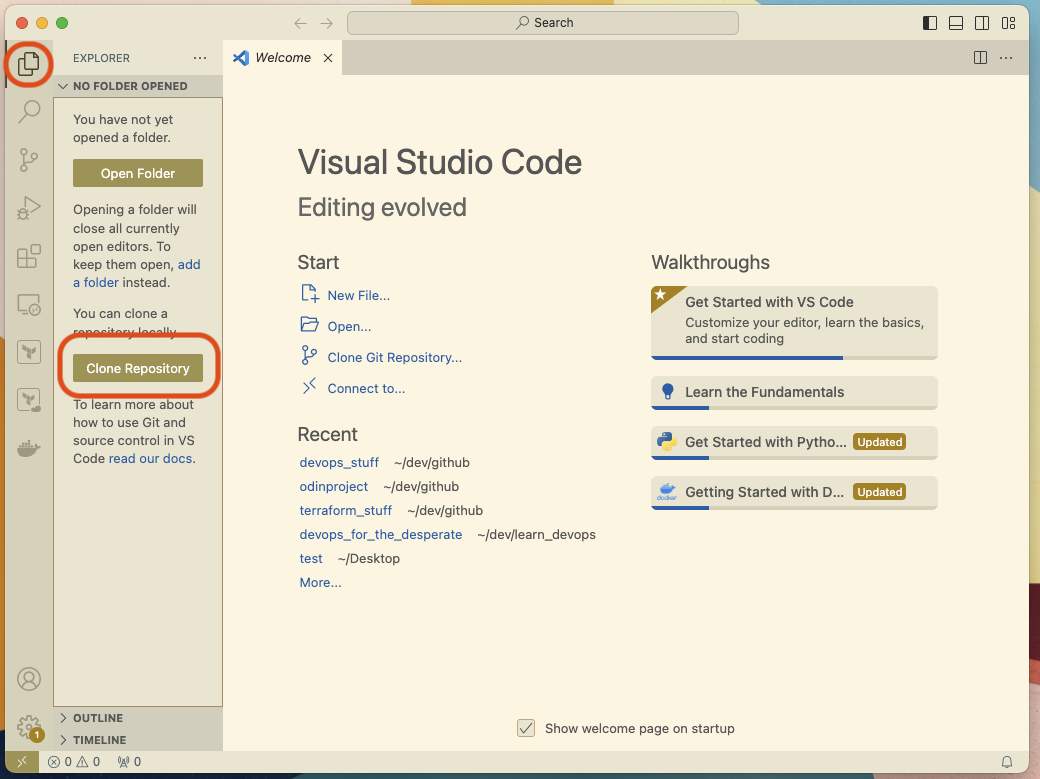 Search
EXPLORER
Welcome
NO FOLDER OPENED
You have not yet
opened a folder.
Open Folder
Opening a folder will
close all currently
open editors. To
keep them open, add
a folder instead.
You can clone a
repository locally.
Clone Repository
To learn more about
how to use Git and
source control in VS
Code read our docs.
OUTLINE
TIMELINE
Visual Studio Code
Editing evolved
Start
New File...
Open...
Clone Git Repository...
Connect to...
Recent
devops_stuff ~/dev/github
odinproject ~/dev/github
terraform_stuff ~/dev/github
devops_for_the_desperate ~/dev/learn_devops
test ~/Desktop
More...
Walkthroughs
Get Started with VS Code
Customize your editor, learn the basics,
and start coding
Learn the Fundamentals
Get Started with Pytho... Updated
docker
Getting Started with D... Updated
Show welcome page on startup
1
0 0 0